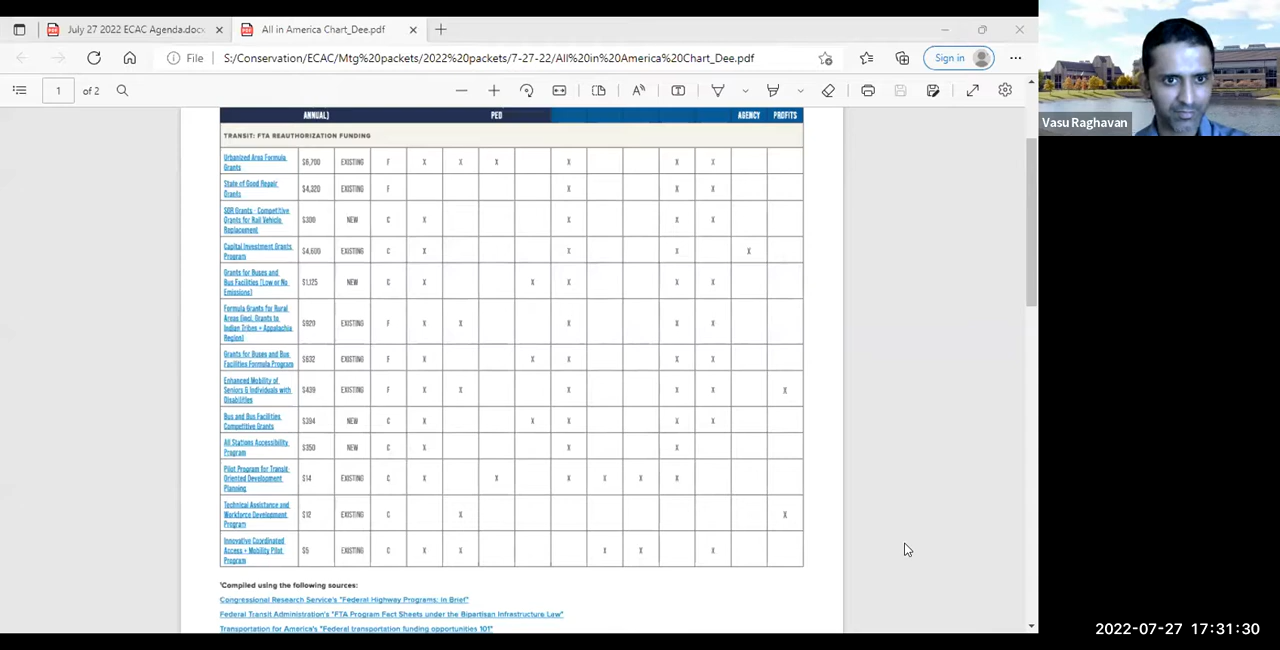 July 27 2022 ECAC Agenda.docx
All in America Chart_Dee.pdf
File
S:/Conservation/ECAC/Mtg%20packets/2022%20packets/7-27-22/All%20in%20America%20Chart_Dee.pdf
Sign in
1
of 2
Vasu Raghavan
ANNUAL) PED AGENCY PROFITS
TRANSIT: FTA REAUTHORIZATION FUNDING
Urbanized Area Formula
Grants
$6,700 EXISTING F X X X X X X
State of Good Repair
Grants
$4,320 EXISTING F X X X
SGR Grants - Competitive
Grants for Rail Vehicle
Replacement
$300 NEW C X X X X
Capital Investment Grants
Program
$4,600 EXISTING C X X X X
Grants for Buses and
Bus Facilities (Low or No
Emissions)
$1,125 NEW C X X X X X
Formula Grants for Rural
Areas (incl. Grants to
Indian Tribes + Appalachia
Region)
$920 EXISTING F X X X X X
Grants for Buses and Bus
Facilities Formula Program
$632 EXISTING F X X X X X
Enhanced Mobility of
Seniors & Individuals with
Disabilities
$439 EXISTING F X X X X X X
Bus and Bus Facilities
Competitive Grants
$394 NEW C X X X X X
All Stations Accessibility
Program
$350 NEW C X X X
Pilot Program for Transit
Oriented Development
Planning
$14 EXISTING C X X X X X X
Technical Assistance and
Workforce Development
Program
$12 EXISTING C X X
Innovative Coordinated
Access + Mobility Pilot
Program
$5 EXISTING C X X X X
¹Compiled using the following sources:
Congressional Research Service's "Federal Highway Programs: In Brief"
Federal Transit Administration's "FTA Program Fact Sheets under the Bipartisan Infrastructure Law"
Transportation for America's "Federal transportation funding opportunities 101"
2022-07-27 17:31:30